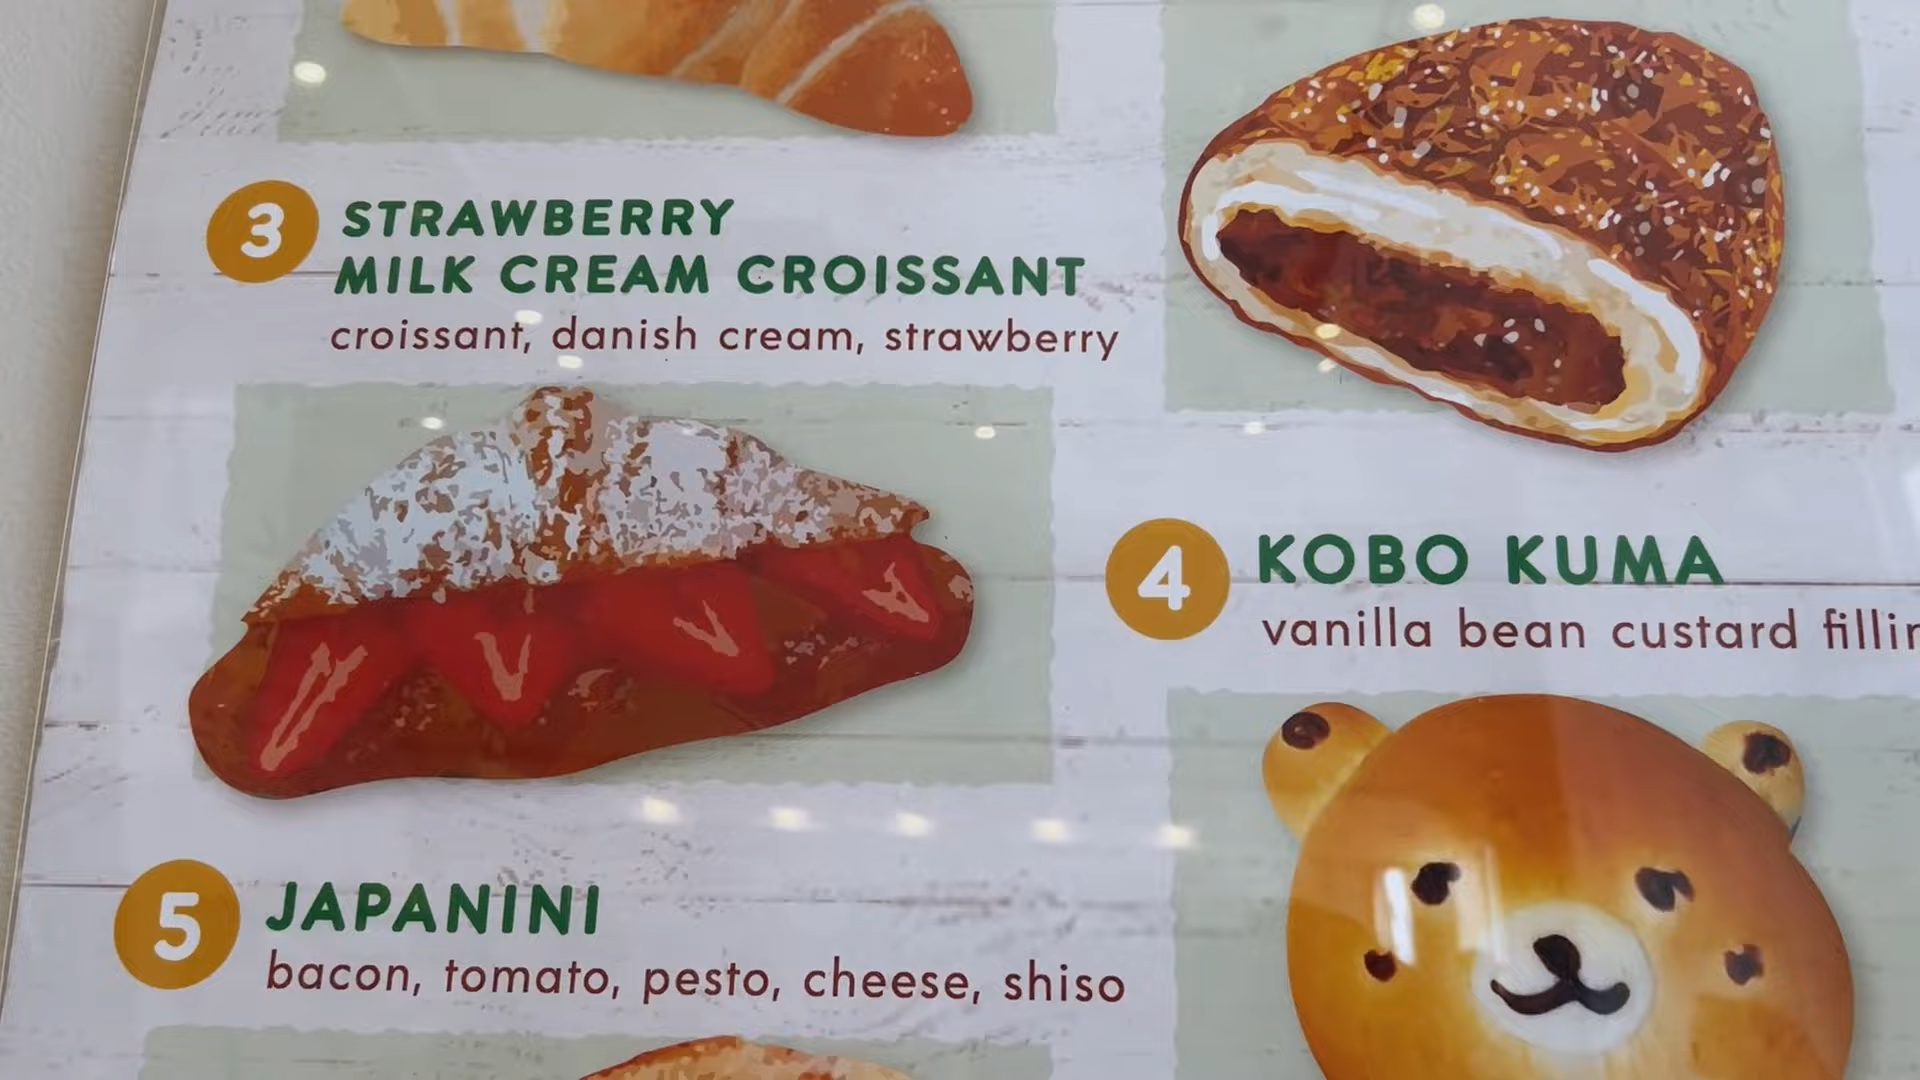 3
STRAWBERRY
MILK CREAM CROISSANT
croissant, danish cream, strawberry
4
KOBO KUMA
vanilla bean custard
5
JAPANINI
bacon, tomato, pesto, cheese, shiso